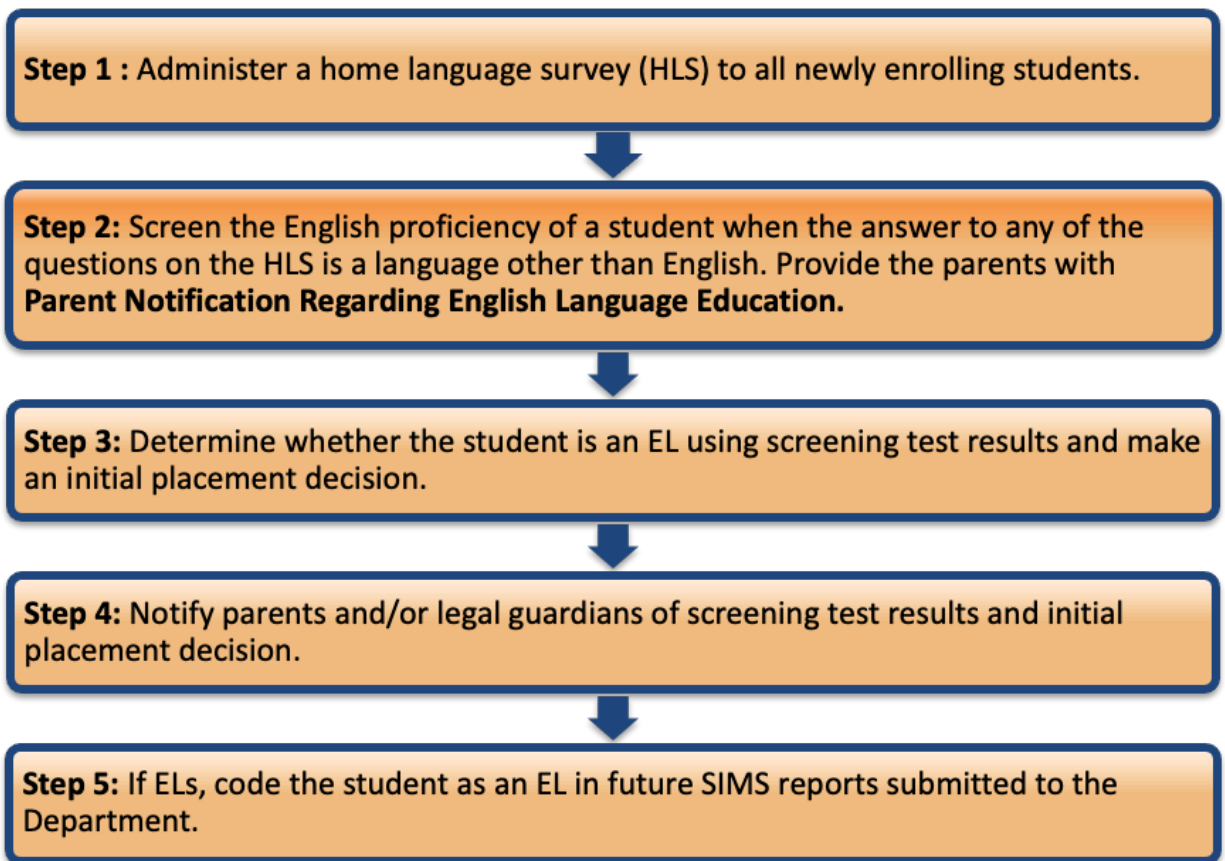 Step 1 : Administer a home language survey (HLS) to all newly enrolling students.
Step 2: Screen the English proficiency of a student when the answer to any of the
questions on the HLS is a language other than English. Provide the parents with
Parent Notification Regarding English Language Education.
Step 3: Determine whether the student is an EL using screening test results and make
an initial placement decision.
Step 4: Notify parents and/or legal guardians of screening test results and initial
placement decision.
Step 5: If ELs, code the student as an EL in future SIMS reports submitted to the
Department.